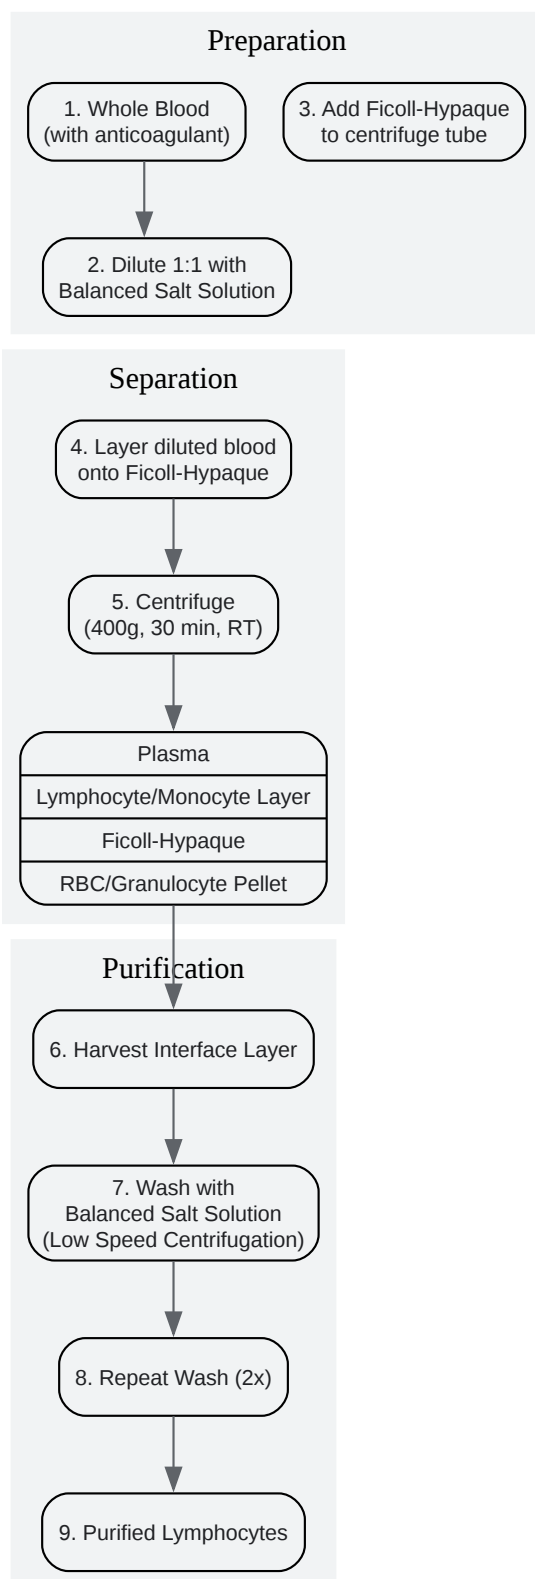 Preparation
1. Whole Blood
(with anticoagulant)
3. Add Ficoll-Hypaque
to centrifuge tube
2. Dilute 1:1 with
Balanced Salt Solution
Separation
4. Layer diluted blood
onto Ficoll-Hypaque
5. Centrifuge
(400g, 30 min, RT)
Plasma
Lymphocyte/Monocyte Layer
Ficoll-Hypaque
RBC/Granulocyte Pellet
Purification
6. Harvest Interface Layer
7. Wash with
Balanced Salt Solution
(Low Speed Centrifugation)
8. Repeat Wash (2x)
9. Purified Lymphocytes